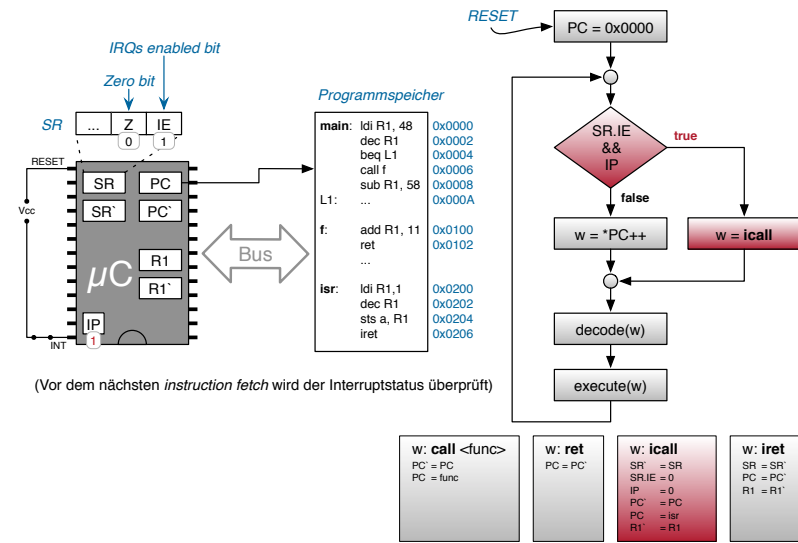 RESET
PC = 0x0000
IRQs enabled bit
Zero bit
SR
... Z IE
0 1
Programmspeicher
main: ldi R1, 48 0x0000
dec R1 0x0002
beq L1 0x0004
call f 0x0006
sub R1, 58 0x0008
L1: ... 0x000A
f: add R1, 11 0x0100
ret 0x0102
...
isr: ldi R1,1 0x0200
dec R1 0x0202
sts a, R1 0x0204
iret 0x0206
RESET
Vcc
INT
SR PC
SR` PC`
R1
R1`
µC
IP
1
Bus
SR.IE
&&
IP
true
false
w = *PC++
w = icall
decode(w)
execute(w)
(Vor dem nächsten instruction fetch wird der Interruptstatus überprüft)
w: call <func>
PC` = PC
PC = func
w: ret
PC = PC`
w: icall
SR` = SR
SR.IE = 0
IP = 0
PC` = PC
PC = isr
R1` = R1
w: iret
SR = SR`
PC = PC`
R1 = R1`